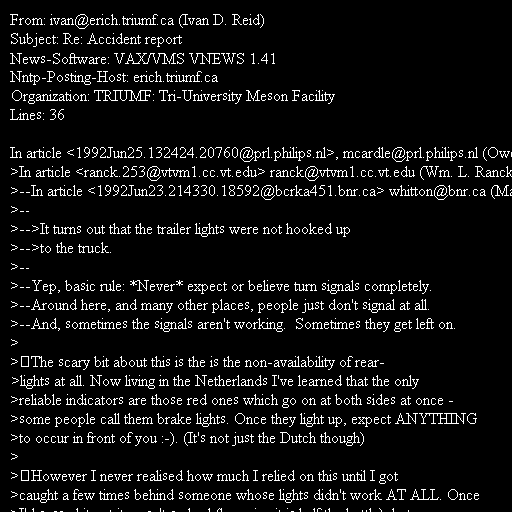 From: ivan@erich.triumf.ca (Ivan D. Reid)
Subject: Re: Accident report
News-Software: VAX/VMS VNEWS 1.41
Nntp-Posting-Host: erich.triumf.ca
Organization: TRIUMF: Tri-University Meson Facility
Lines: 36

In article <1992Jun25.132424.20760@prl.philips.nl>, mcardle@prl.philips.nl (Owe
>In article <ranck.253@vtvm1.cc.vt.edu> ranck@vtvm1.cc.vt.edu (Wm. L. Ranck
>--In article <1992Jun23.214330.18592@bcrka451.bnr.ca> whitton@bnr.ca (Ma
>--
>-->It turns out that the trailer lights were not hooked up
>-->to the truck.
>--
>--Yep, basic rule: *Never* expect or believe turn signals completely.
>--Around here, and many other places, people just don't signal at all.
>--And, sometimes the signals aren't working.  Sometimes they get left on.
>
>The scary bit about this is the is the non-availability of rear-
>lights at all. Now living in the Netherlands I've learned that the only
>reliable indicators are those red ones which go on at both sides at once -
>some people call them brake lights. Once they light up, expect ANYTHING
>to occur in front of you :-). (It's not just the Dutch though)
>
>However I never realised how much I relied on this until I got
>caught a few times behind someone whose lights didn't work AT ALL. Once